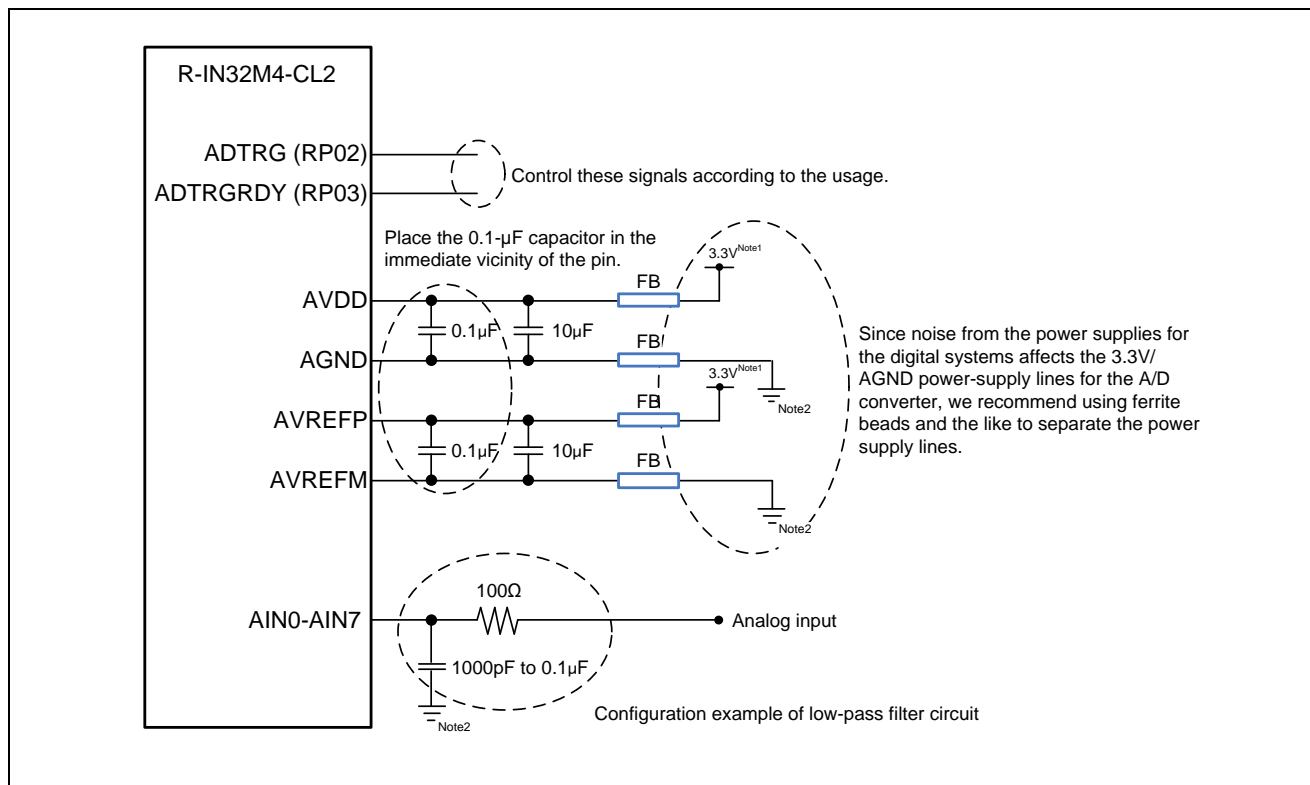 R-IN32M4-CL2
ADTRG (RP02)
ADTRGRDY (RP03)
Control these signals according to the usage.
Place the 0.1-µF capacitor in the
immediate vicinity of the pin.
3.3V Note1
FB
AVDD
0.1µF
10µF
FB
AGND
3.3V Note1
Note2
FB
AVREFP
0.1µF
10µF
FB
AVREFM
Note2
Since noise from the power supplies for
the digital systems affects the 3.3V/
AGND power-supply lines for the A/D
converter, we recommend using ferrite
beads and the like to separate the power
supply lines.
100Ω
AIN0-AIN7
Analog input
1000pF to 0.1µF
Note2
Configuration example of low-pass filter circuit